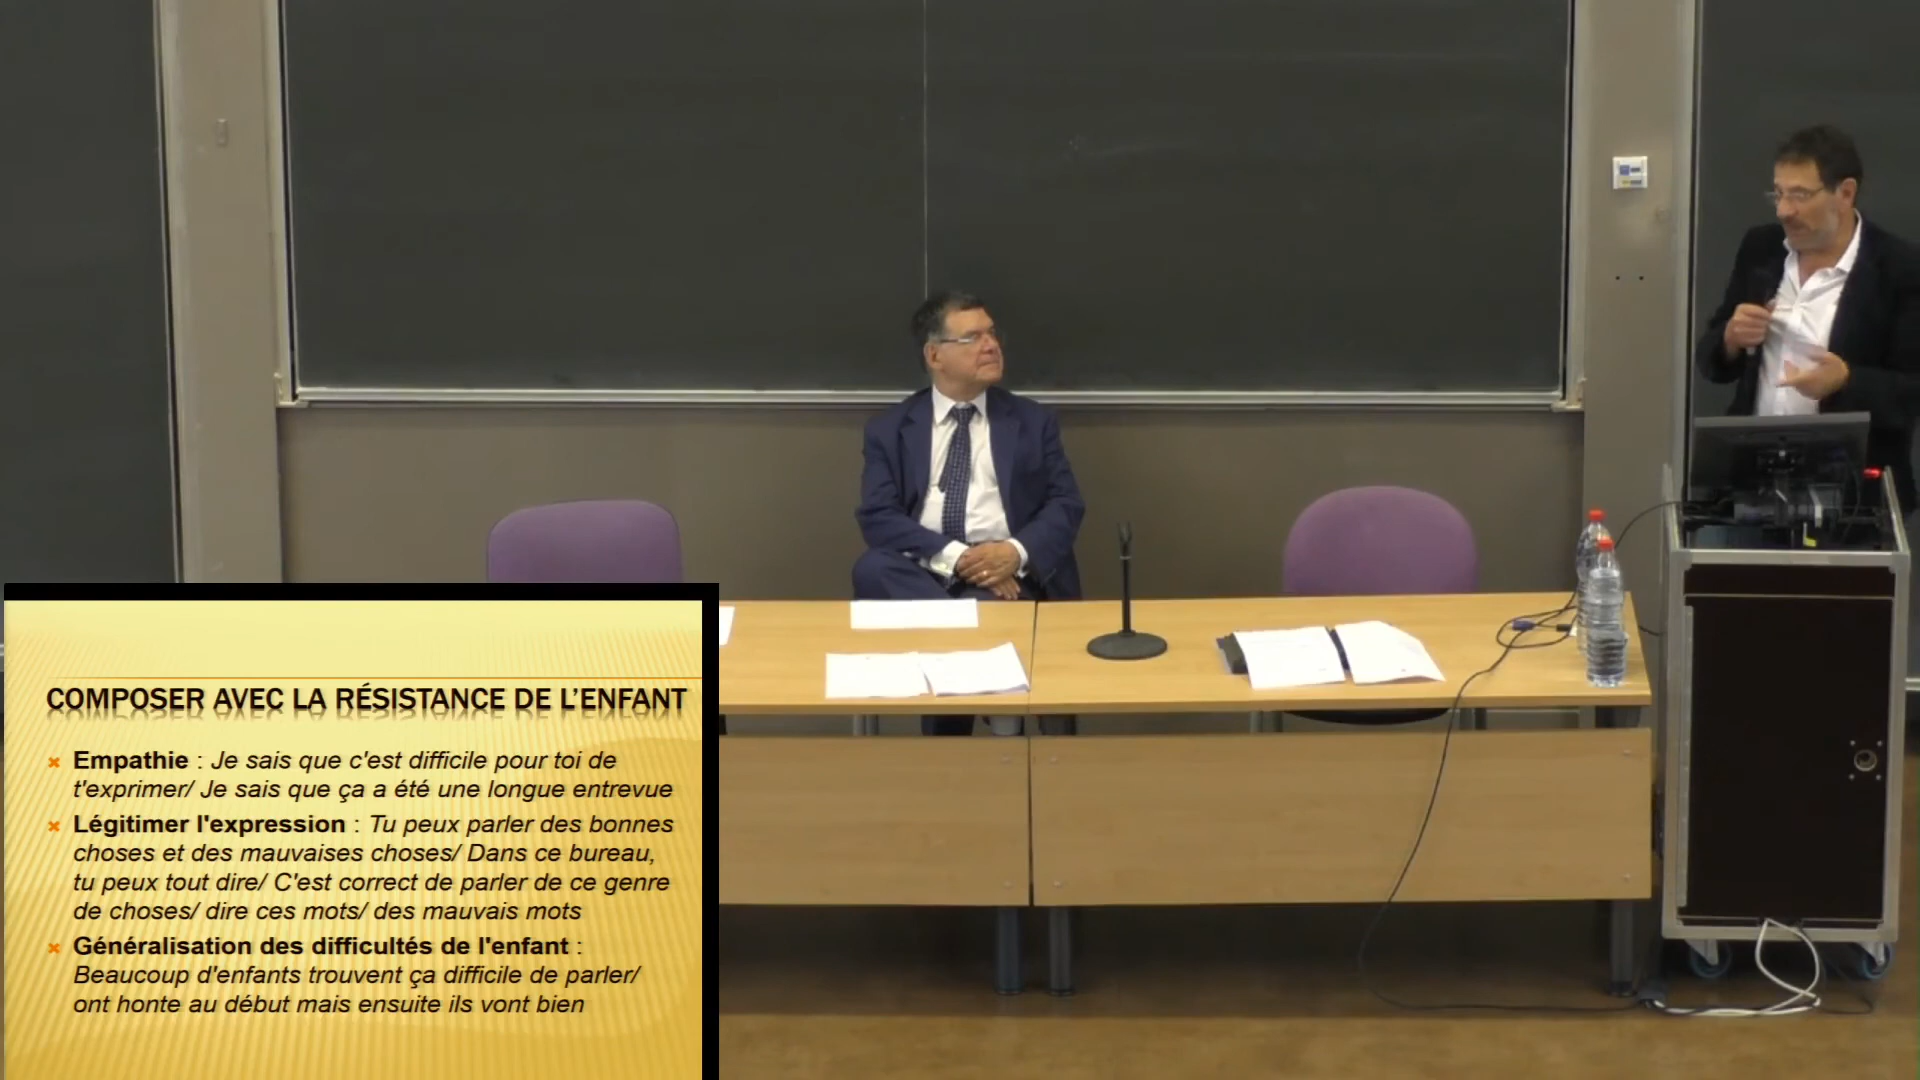 COMPOSER AVEC LA RÉSISTANCE DE L'ENFANT
Empathie : Je sais que c'est difficile pour toi de
t'exprimer/ Je sais que ça a été une longue entrevue
Légitimer l'expression : Tu peux parler des bonnes
choses et des mauvaises choses/ Dans ce bureau,
tu peux tout dire/ C'est correct de parler de ce genre
de choses/ dire ces mots/ des mauvais mots
Généralisation des difficultés de l'enfant :
Beaucoup d'enfants trouvent ça difficile de parler/
ont honte au début mais ensuite ils vont bien